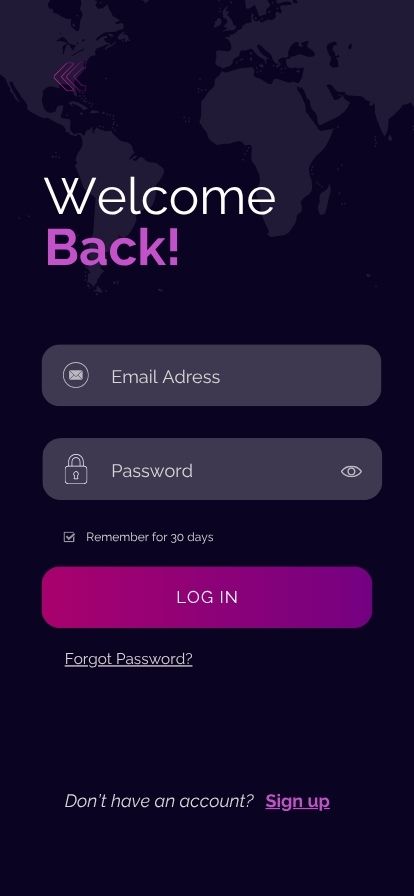 Welcome
Back!
Email Adress
Password
Remember for 30 days
LOG IN
Forgot Password?
Don't have an account? Sign up